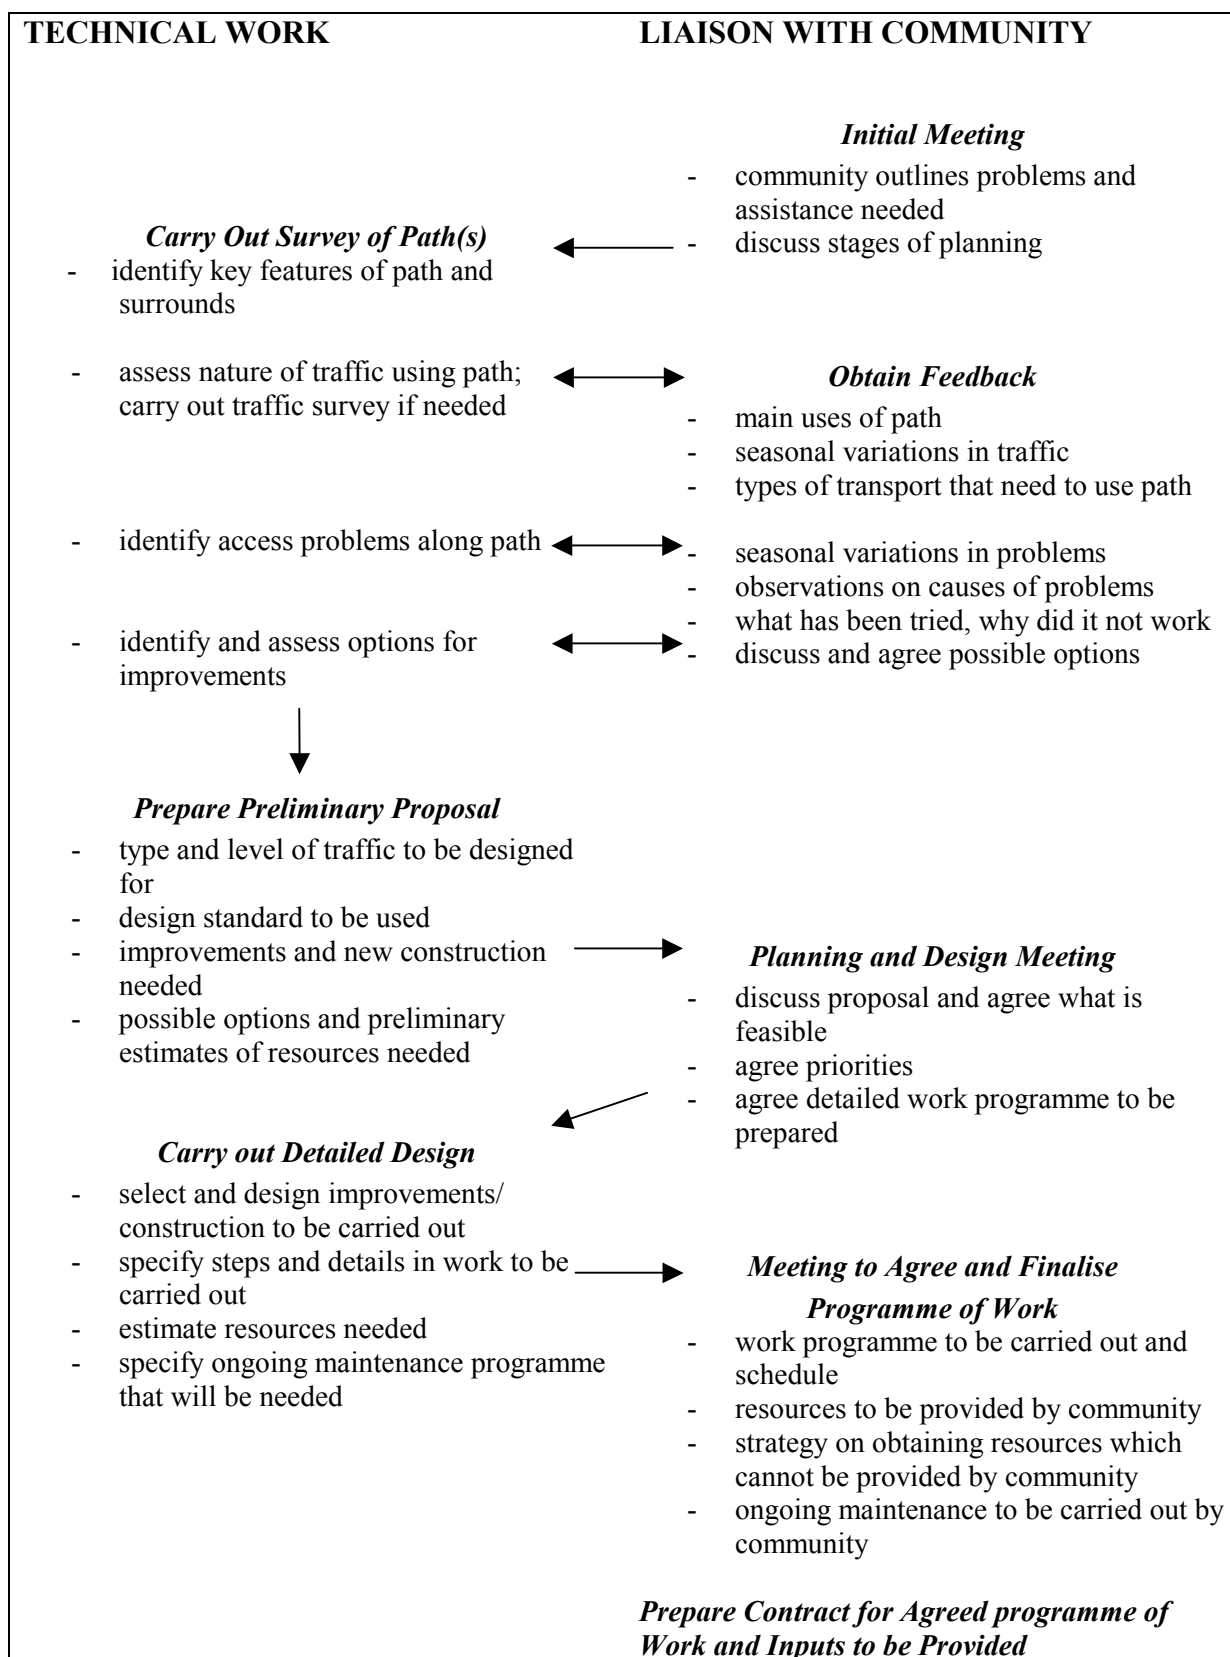 TECHNICAL WORK
LIAISON WITH COMMUNITY
Initial Meeting
- community outlines problems and
assistance needed
- discuss stages of planning
Carry Out Survey of Path(s)
- identify key features of path and
surrounds
- assess nature of traffic using path;
carry out traffic survey if needed
Obtain Feedback
- main uses of path
- seasonal variations in traffic
- types of transport that need to use path
- identify access problems along path
- seasonal variations in problems
- observations on causes of problems
- what has been tried, why did it not work
- discuss and agree possible options
- identify and assess options for
improvements
Prepare Preliminary Proposal
- type and level of traffic to be designed
for
- design standard to be used
- improvements and new construction
needed
- possible options and preliminary
estimates of resources needed
Planning and Design Meeting
- discuss proposal and agree what is
feasible
- agree priorities
- agree detailed work programme to be
prepared
Carry out Detailed Design
- select and design improvements/
construction to be carried out
- specify steps and details in work to be
carried out
- estimate resources needed
- specify ongoing maintenance programme
that will be needed
Meeting to Agree and Finalise
Programme of Work
- work programme to be carried out and
schedule
- resources to be provided by community
- strategy on obtaining resources which
cannot be provided by community
- ongoing maintenance to be carried out by
community
Prepare Contract for Agreed programme of
Work and Inputs to be Provided